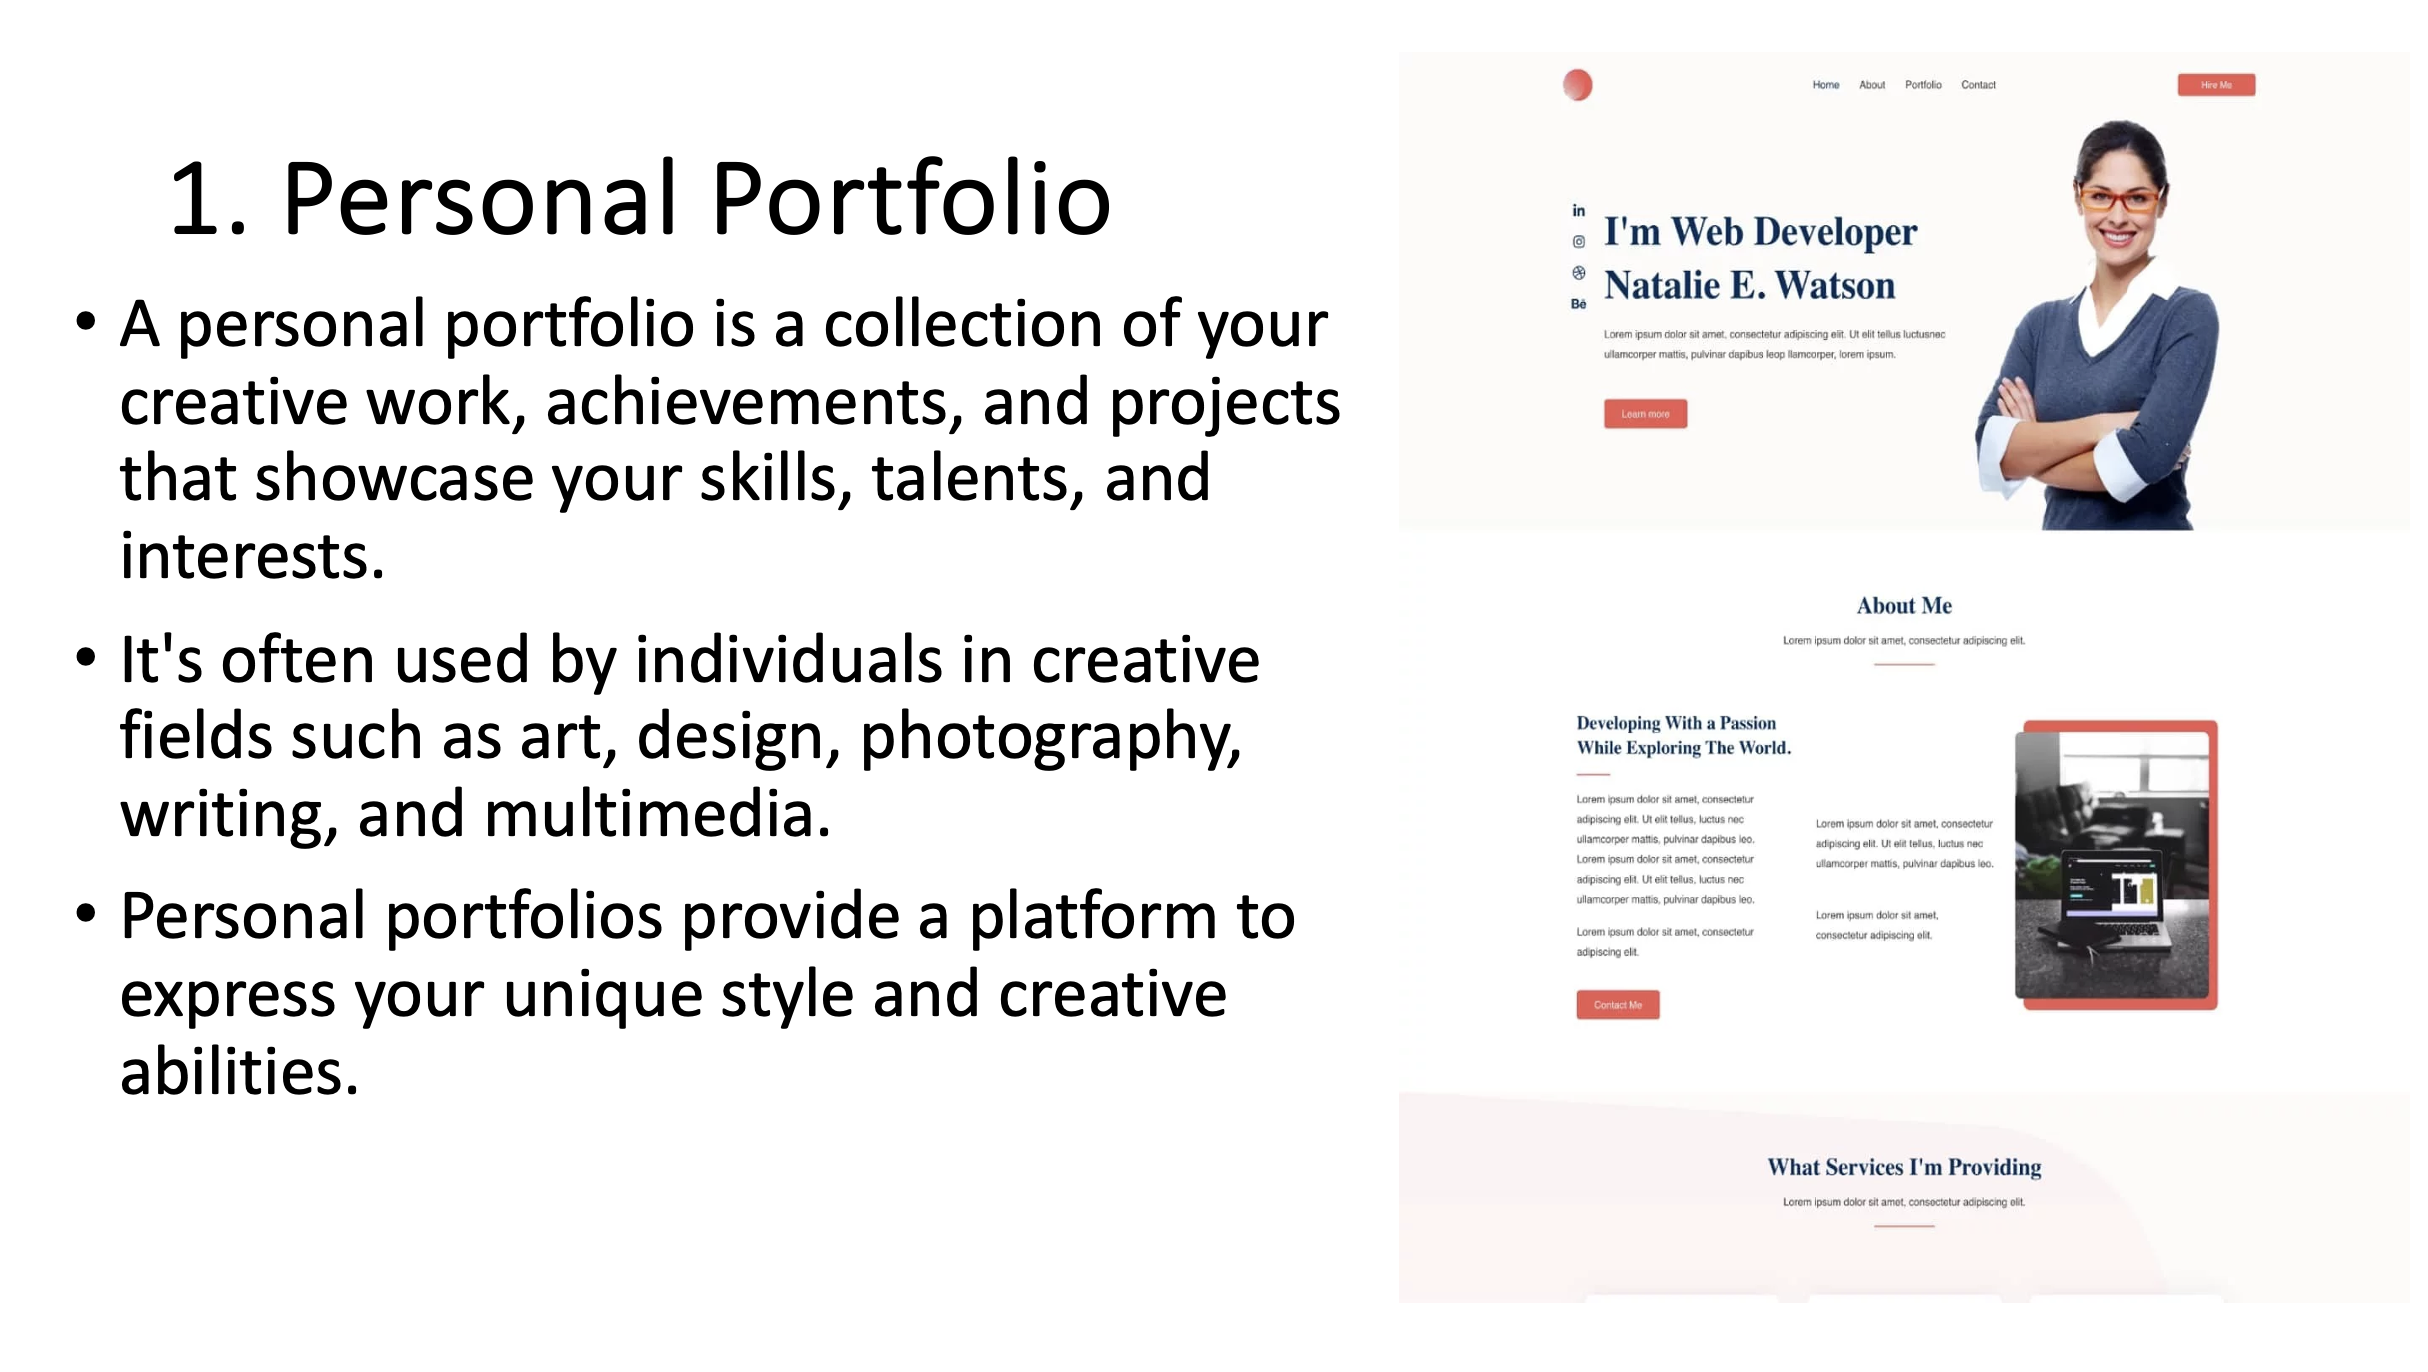 1. Personal Portfolio
• A personal portfolio is a collection of your
creative work, achievements, and projects
that showcase your skills, talents, and
interests.
• It's often used by individuals in creative
fields such as art, design, photography,
writing, and multimedia.
• Personal portfolios provide a platform to
express your unique style and creative
abilities.
Home About Portfolio Contact
Hire Me
in
I'm Web Developer
Natalie E. Watson
Bē
Lorem ipsum dolor sit amet, consectetur adipiscing elit. Ut elit tellus luctusnec
ullamcorper mattis, pulvinar dapibus leop llamcorper, lorem ipsum.
Learn more
About Me
Lorem ipsum dolor sit amet, consectetur adipiscing elit.
Developing With a Passion
While Exploring The World.
Lorem ipsum dolor sit amet, consectetur
adipiscing elit. Ut elit tellus, luctus nec
ullamcorper mattis, pulvinar dapibus leo.
Lorem ipsum dolor sit amet, consectetur
adipiscing elit. Ut elit tellus, luctus nec
ullamcorper mattis, pulvinar dapibus leo.
Lorem ipsum dolor sit amet, consectetur
adipiscing elit.
Contact Me
Lorem ipsum dolor sit amet, consectetur
adipiscing elit. Ut elit tellus, luctus nec
ullamcorper mattis, pulvinar dapibus leo.
Lorem ipsum dolor sit amet,
consectetur adipiscing elit.
What Services I'm Providing
Lorem ipsum dolor sit amet, consectetur adipiscing elit.